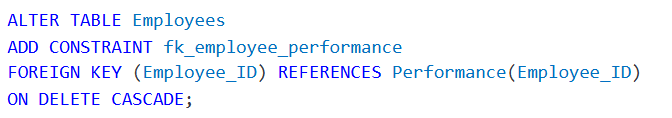 ALTER TABLE Employees
ADD CONSTRAINT fk_employee_performance
FOREIGN KEY (Employee_ID) REFERENCES Performance(Employee_ID)
ON DELETE CASCADE;